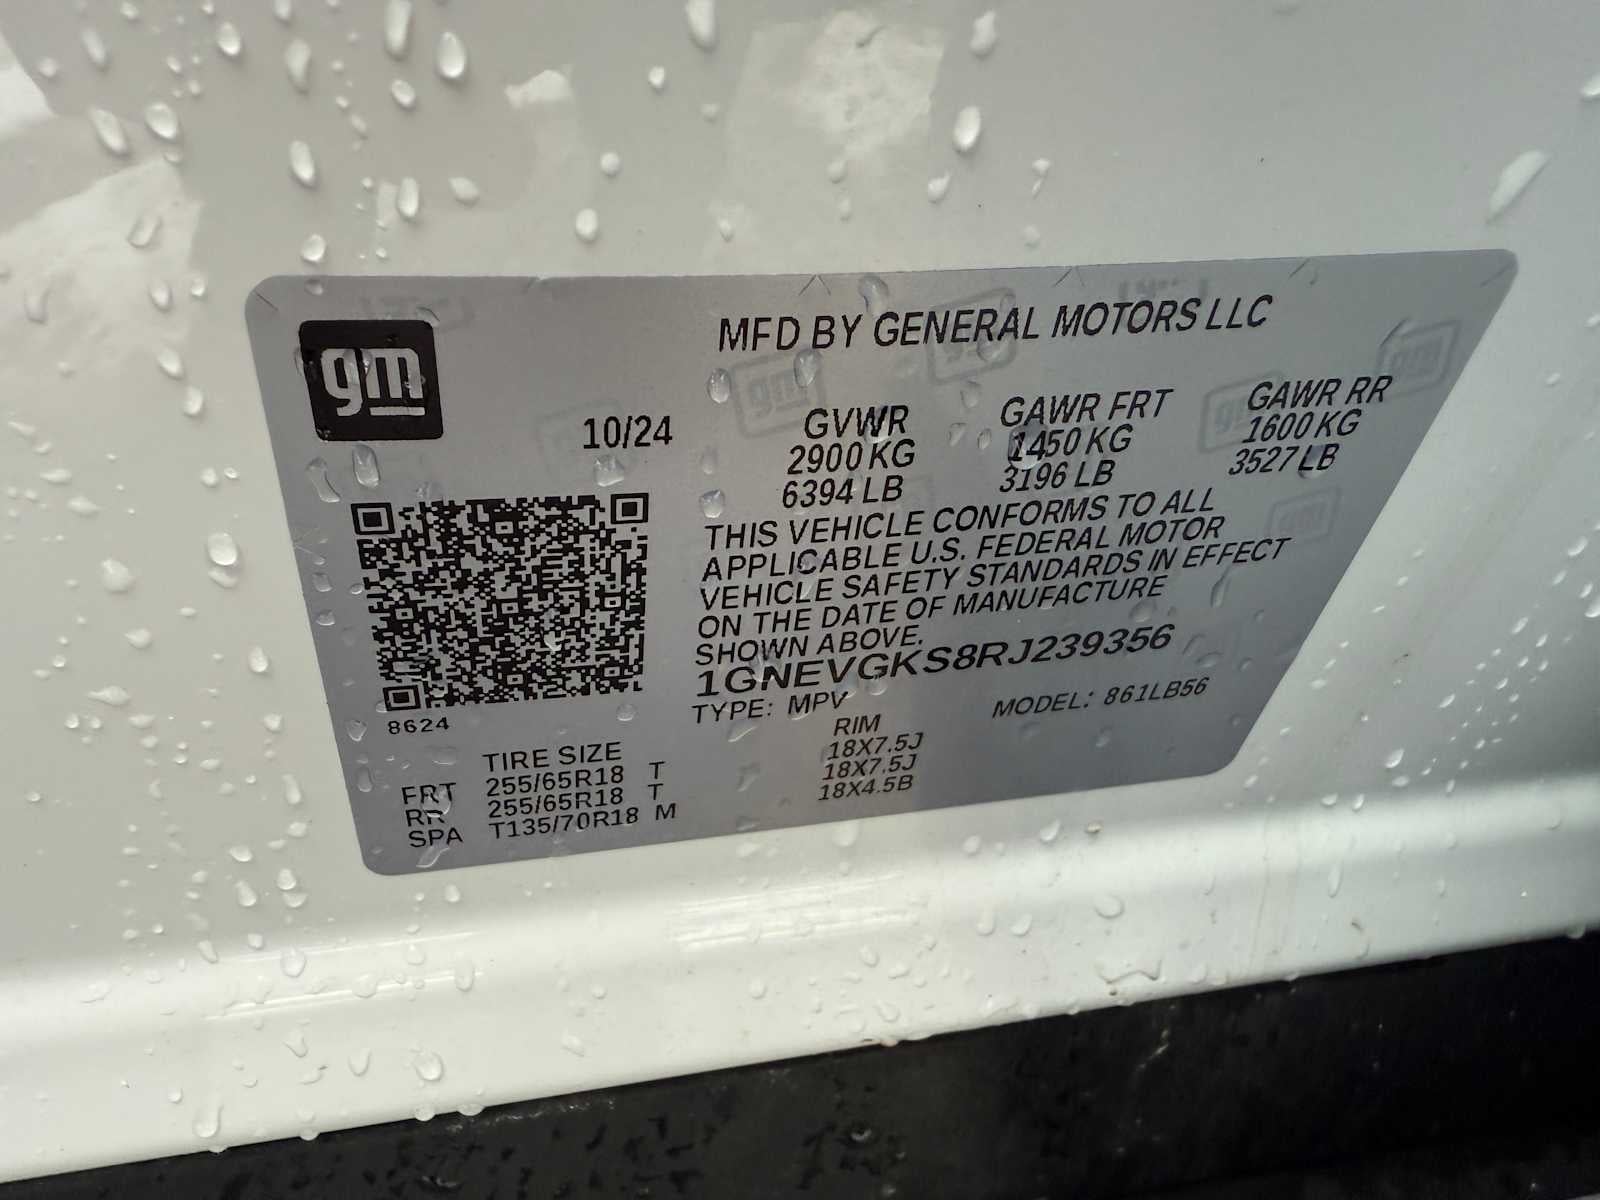 gm
MFD BY GENERAL MOTORS LLC
10/24
GVWR GAWR FRT GAWR RR
2900 KG 1450 KG 1600 KG
6394 LB 3196 LB 3527 LB
THIS VEHICLE CONFORMS TO ALL
APPLICABLE U.S. FEDERAL MOTOR
VEHICLE SAFETY STANDARDS IN EFFECT
ON THE DATE OF MANUFACTURE
SHOWN ABOVE.
1GNEVGKS8RJ239356
TYPE: MPV MODEL: 861LB56
8624
TIRE SIZE RIM
FRT 255/65R18 T 18X7.5J
RR 255/65R18 T 18X7.5J
SPA T135/70R18 M 18X4.5B